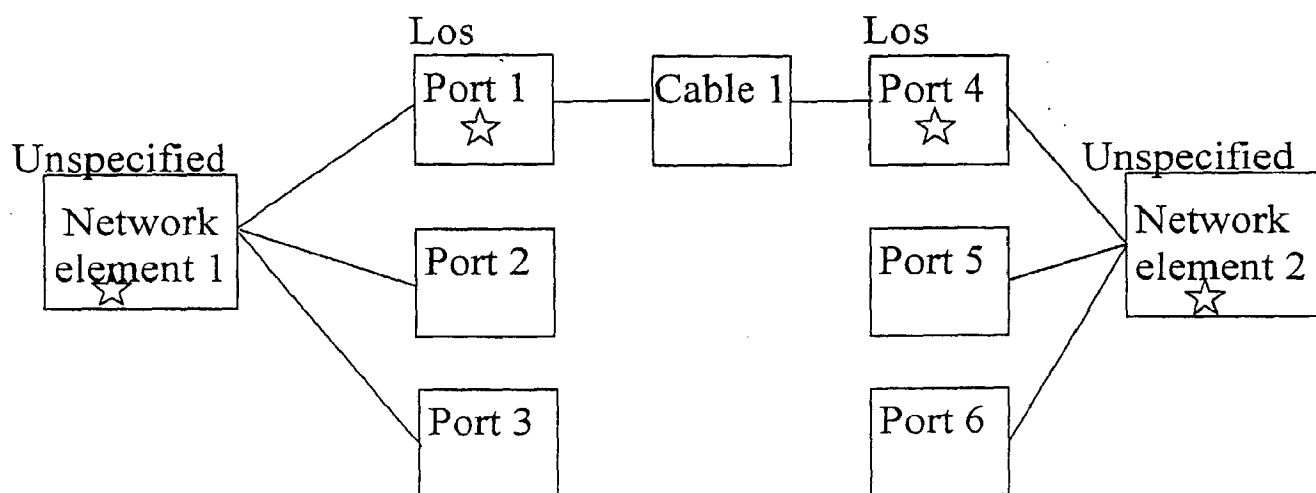 Los
Los
Port 1
Cable 1
Port 4
Unspecified
Unspecified
Network
element 1
Port 2
Port 5
Network
element 2
Port 3
Port 6